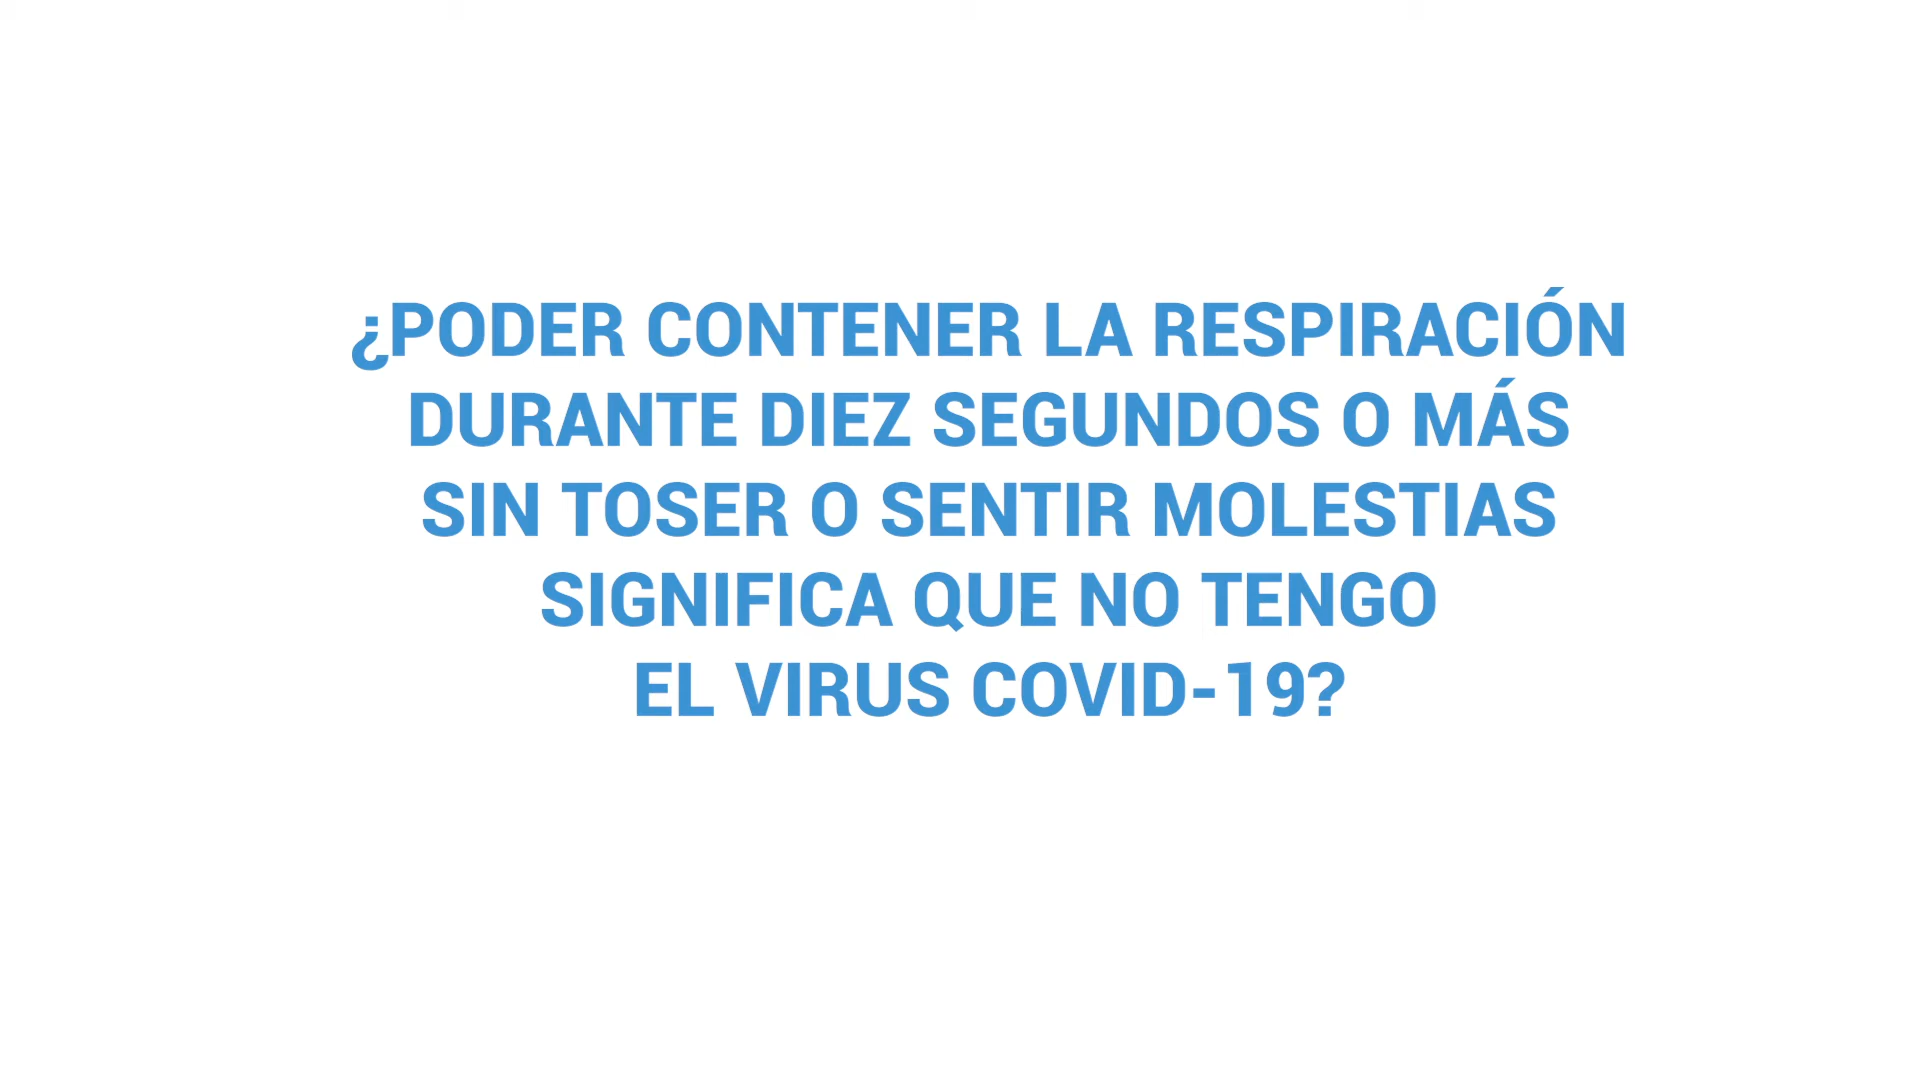 ¿PODER CONTENER LA RESPIRACIÓN
DURANTE DIEZ SEGUNDOS O MÁS
SIN TOSER O SENTIR MOLESTIAS
SIGNIFICA QUE NO TENGO
EL VIRUS COVID-19?